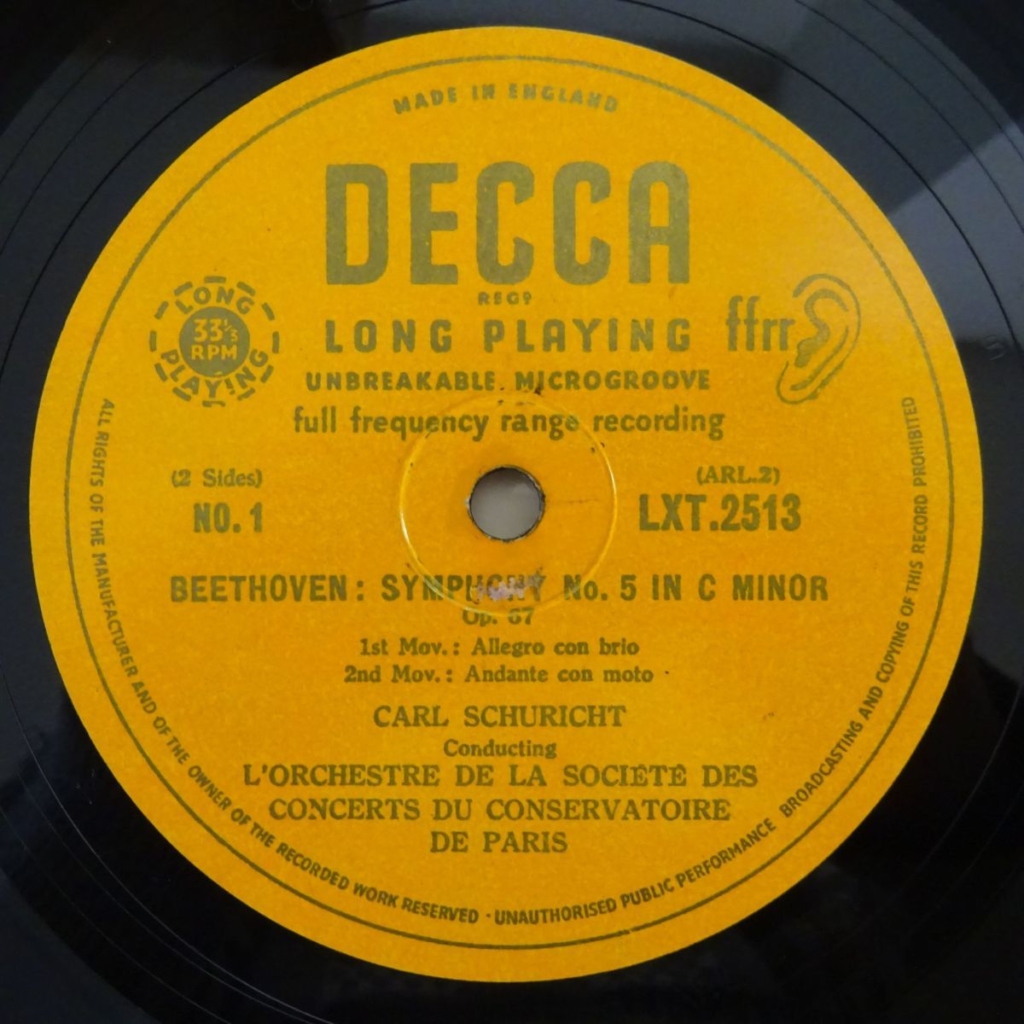 MADE IN ENGLAND
DECCA
REGD
LONG PLAYING
33⅓
RPM
LONG PLAYING
ffrr
UNBREAKABLE. MICROGROOVE
full frequency range recording
(2 Sides)
NO. 1
(ARL.2)
LXT.2513
BEETHOVEN: SYMPHONY No. 5 IN C MINOR
Op. 67
1st Mov.: Allegro con brio
2nd Mov.: Andante con moto
CARL SCHURICHT
Conducting
L'ORCHESTRE DE LA SOCIÉTÉ DES
CONCERTS DU CONSERVATOIRE
DE PARIS
ALL RIGHTS OF THE MANUFACTURER AND OF THE OWNER OF THE RECORDED WORK RESERVED · UNAUTHORISED PUBLIC PERFORMANCE BROADCASTING AND COPYING OF THIS RECORD PROHIBITED